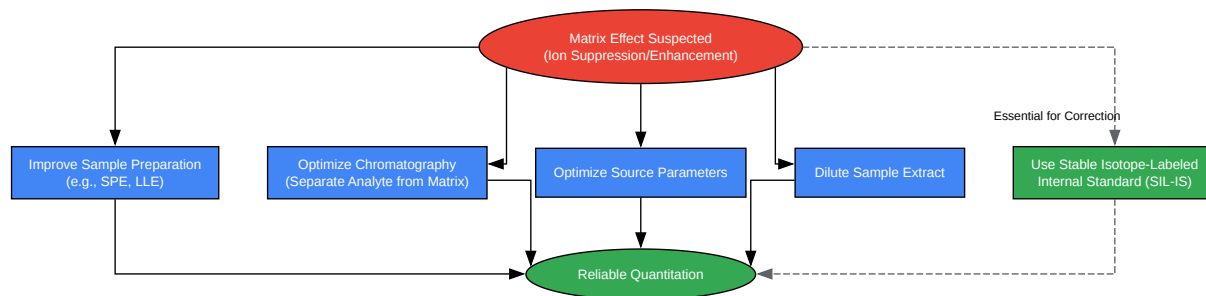 Matrix Effect Suspected
(Ion Suppression/Enhancement)
Essential for Correction
Improve Sample Preparation
(e.g., SPE, LLE)
Optimize Chromatography
(Separate Analyte from Matrix)
Optimize Source Parameters
Dilute Sample Extract
Use Stable Isotope-Labeled
Internal Standard (SIL-IS)
Reliable Quantitation